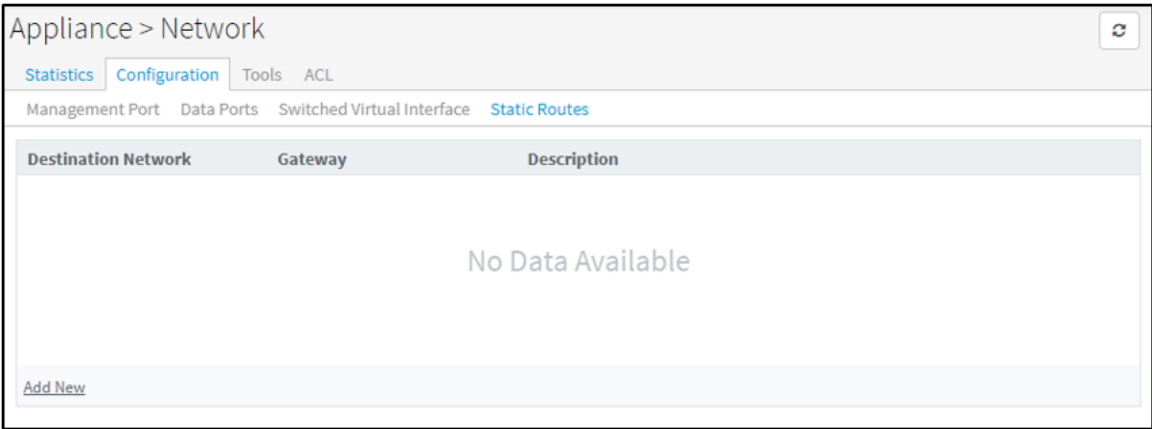 Appliance > Network
Statistics Configuration Tools ACL
Management Port Data Ports Switched Virtual Interface Static Routes
Destination Network Gateway Description
No Data Available
Add New